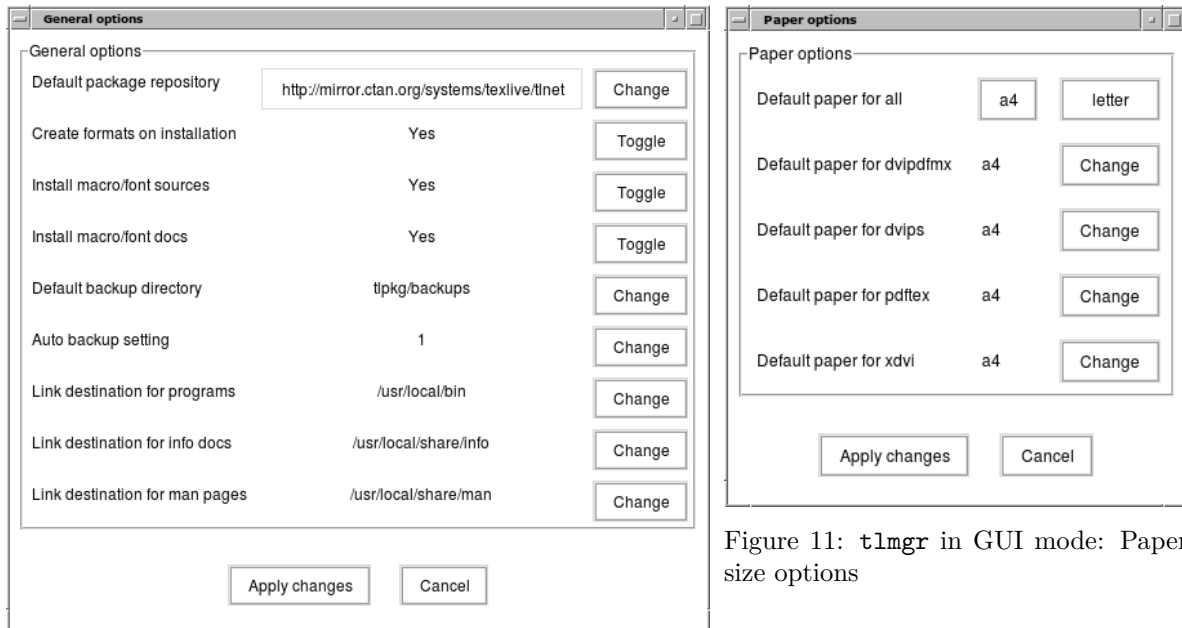 General options
General options
Default package repository http://mirror.ctan.org/systems/texlive/tlnet Change
Create formats on installation Yes Toggle
Install macro/font sources Yes Toggle
Install macro/font docs Yes Toggle
Default backup directory tlpkg/backups Change
Auto backup setting 1 Change
Link destination for programs /usr/local/bin Change
Link destination for info docs /usr/local/share/info Change
Link destination for man pages /usr/local/share/man Change
Apply changes Cancel
Paper options
Paper options
Default paper for all a4 letter
Default paper for dvipdfmx a4 Change
Default paper for dvips a4 Change
Default paper for pdftex a4 Change
Default paper for xdvi a4 Change
Apply changes Cancel
Figure 11: tlmgr in GUI mode: Paper
size options